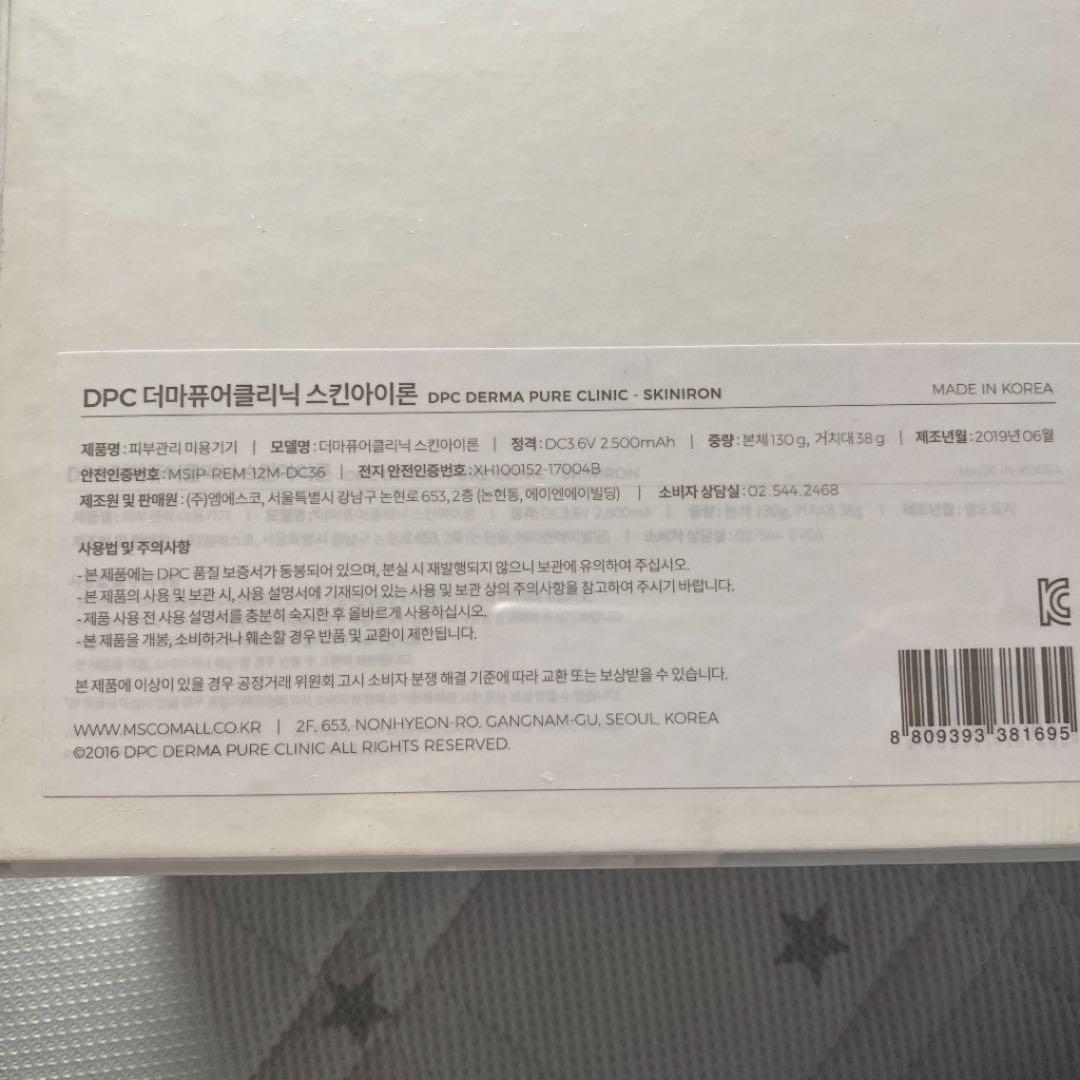 DPC 더마퓨어클리닉 스킨아이론 DPC DERMA PURE CLINIC - SKINIRON MADE IN KOREA
제품명 : 피부관리 미용기기 | 모델명 : 더마퓨어클리닉 스킨아이론 | 정격 : DC3.6V 2.500mAh | 중량 : 본체 130 g, 거치대 38 g | 제조년월 : 2019년 06월
안전인증번호 : MSIP-REM-12M-DC36 | 전지 안전인증번호 : XH100152-17004B
제조원 및 판매원 : (주)엠에스코, 서울특별시 강남구 논현로 653, 2층 (논현동, 에이엔에이빌딩) | 소비자 상담실 : 02. 544. 2468
사용법 및 주의사항
- 본 제품에는 DPC 품질 보증서가 동봉되어 있으며, 분실 시 재발행되지 않으니 보관에 유의하여 주십시오.
- 본 제품의 사용 및 보관 시, 사용 설명서에 기재되어 있는 사용 및 보관 상의 주의사항을 참고하여 주시기 바랍니다.
- 제품 사용 전 사용 설명서를 충분히 숙지한 후 올바르게 사용하십시오.
- 본 제품을 개봉, 소비하거나 훼손할 경우 반품 및 교환이 제한됩니다.
본 제품에 이상이 있을 경우 공정거래 위원회 고시 소비자 분쟁 해결 기준에 따라 교환 또는 보상받을 수 있습니다.
WWW.MSCOMALL.CO.KR | 2F, 653, NONHYEON-RO, GANGNAM-GU, SEOUL, KOREA
©2016 DPC DERMA PURE CLINIC ALL RIGHTS RESERVED.
8 809393 381695